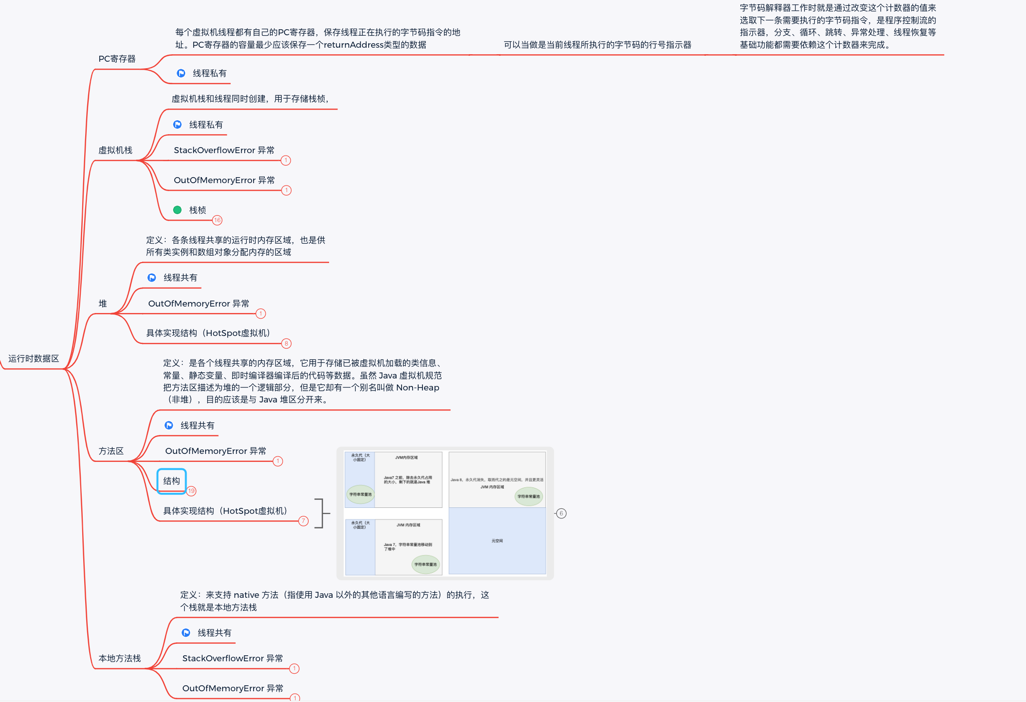 字节码解释器工作时就是通过改变这个计数器的值来
选取下一条需要执行的字节码指令，是程序控制流的
指示器，分支、循环、跳转、异常处理、线程恢复等
基础功能都需要依赖这个计数器来完成。
每个虚拟机线程都有自己的PC寄存器，保存线程正在执行的字节码指令的地
址。PC寄存器的容量最少应该保存一个returnAddress类型的数据
可以当做是当前线程所执行的字节码的行号指示器
PC寄存器
线程私有
虚拟机栈和线程同时创建，用于存储栈桢，
线程私有
虚拟机栈
StackOverflowError 异常
1
OutOfMemoryError 异常
1
栈桢
16
定义：各条线程共享的运行时内存区域，也是供
所有类实例和数组对象分配内存的区域
线程共有
堆
OutOfMemoryError 异常
1
具体实现结构（HotSpot虚拟机）
8
运行时数据区
定义：是各个线程共享的内存区域，它用于存储已被虚拟机加载的类信息、
常量、静态变量、即时编译器编译后的代码等数据。虽然 Java 虚拟机规范
把方法区描述为堆的一个逻辑部分，但是它却有一个别名叫做 Non-Heap
（非堆），目的应该是与 Java 堆区分开来。
线程共有
方法区
OutOfMemoryError 异常
1
结构
19
具体实现结构（HotSpot虚拟机）
7
永久代（大
小固定）
JVM内存区域
字符串常量池
永久代（大
小固定）
JVM 内存区域
Java 7，字符串常量池移动到
了堆中
字符串常量池
JVM 内存区域
字符串常量池
元空间
6
定义：来支持 native 方法（指使用 Java 以外的其他语言编写的方法）的执行，这
个栈就是本地方法栈
线程共有
本地方法栈
StackOverflowError 异常
1
OutOfMemoryError 异常
1